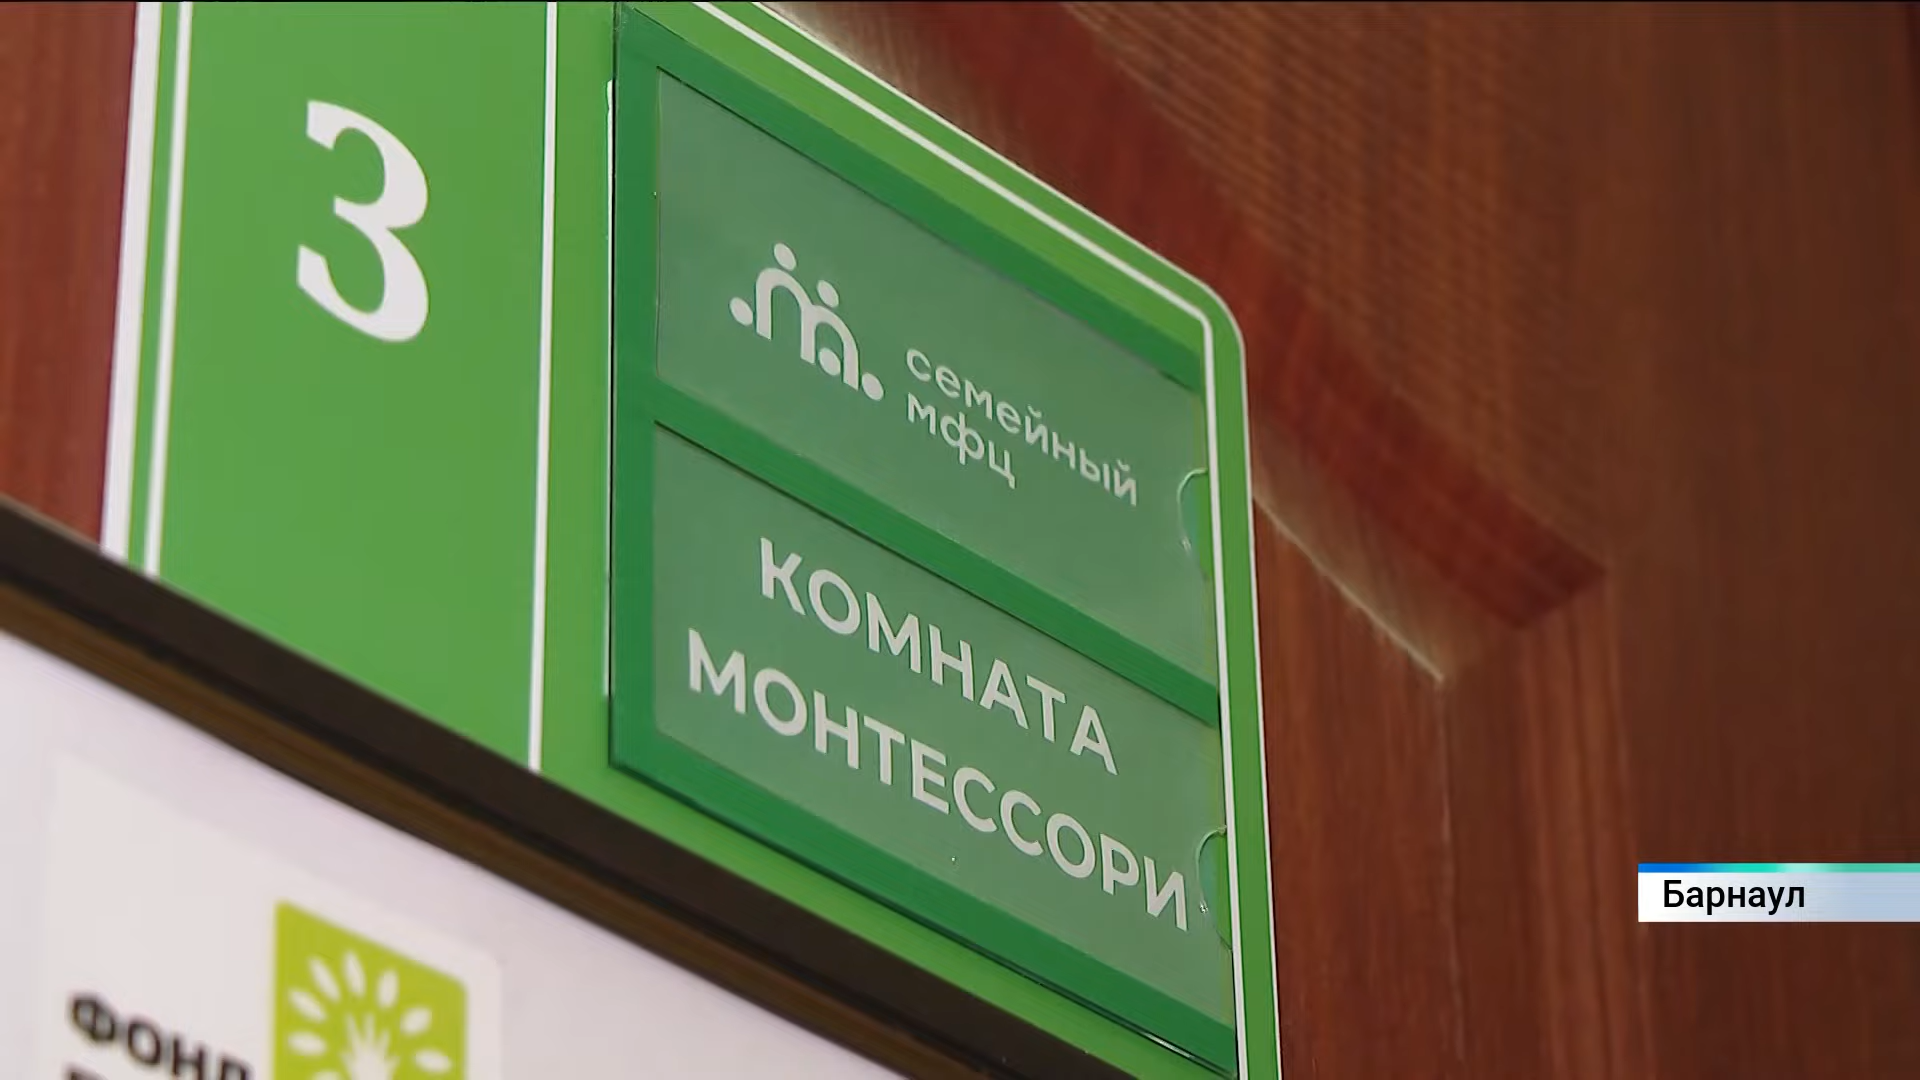 3
семейный
мфц
КОМНАТА
МОНТЕССОРИ
ФОНД
Барнаул